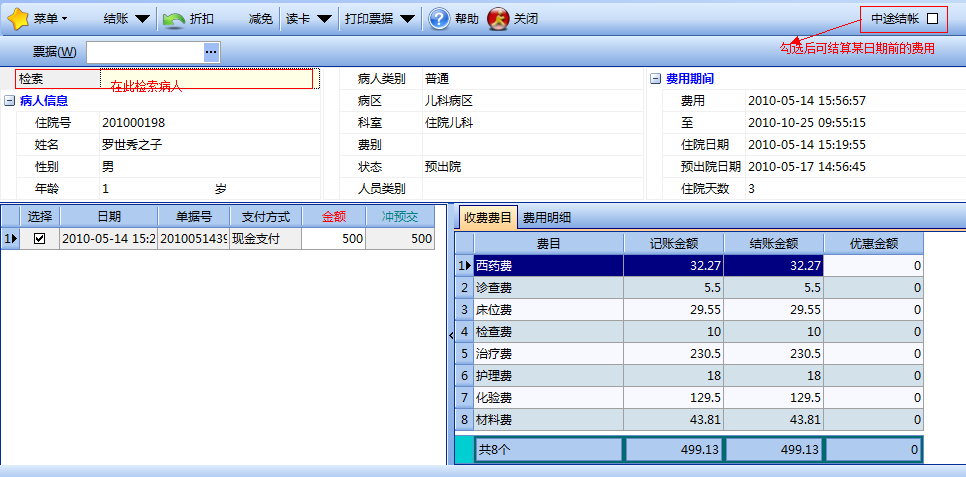 菜单 结账 折扣 减免 读卡 打印票据 帮助 关闭 中途结帐
票据(W) ... 勾选后可结算某日期前的费用
检索 在此检索病人 病人类别 普通 费用期间
病人信息 病区 儿科病区 费用 2010-05-14 15:56:57
住院号 201000198 科室 住院儿科 至 2010-10-25 09:55:15
姓名 罗世秀之子 费别 住院日期 2010-05-14 15:19:55
性别 男 状态 预出院 预出院日期 2010-05-17 14:56:45
年龄 1 岁 人员类别 住院天数 3
选择 日期 单据号 支付方式 金额 冲预交
1 2010-05-14 15:2 2010051439 现金支付 500 500
收费费目 费用明细
费目 记账金额 结账金额 优惠金额
1 西药费 32.27 32.27 0
2 诊查费 5.5 5.5 0
3 床位费 29.55 29.55 0
4 检查费 10 10 0
5 治疗费 230.5 230.5 0
6 护理费 18 18 0
7 化验费 129.5 129.5 0
8 材料费 43.81 43.81 0
共8个 499.13 499.13 0